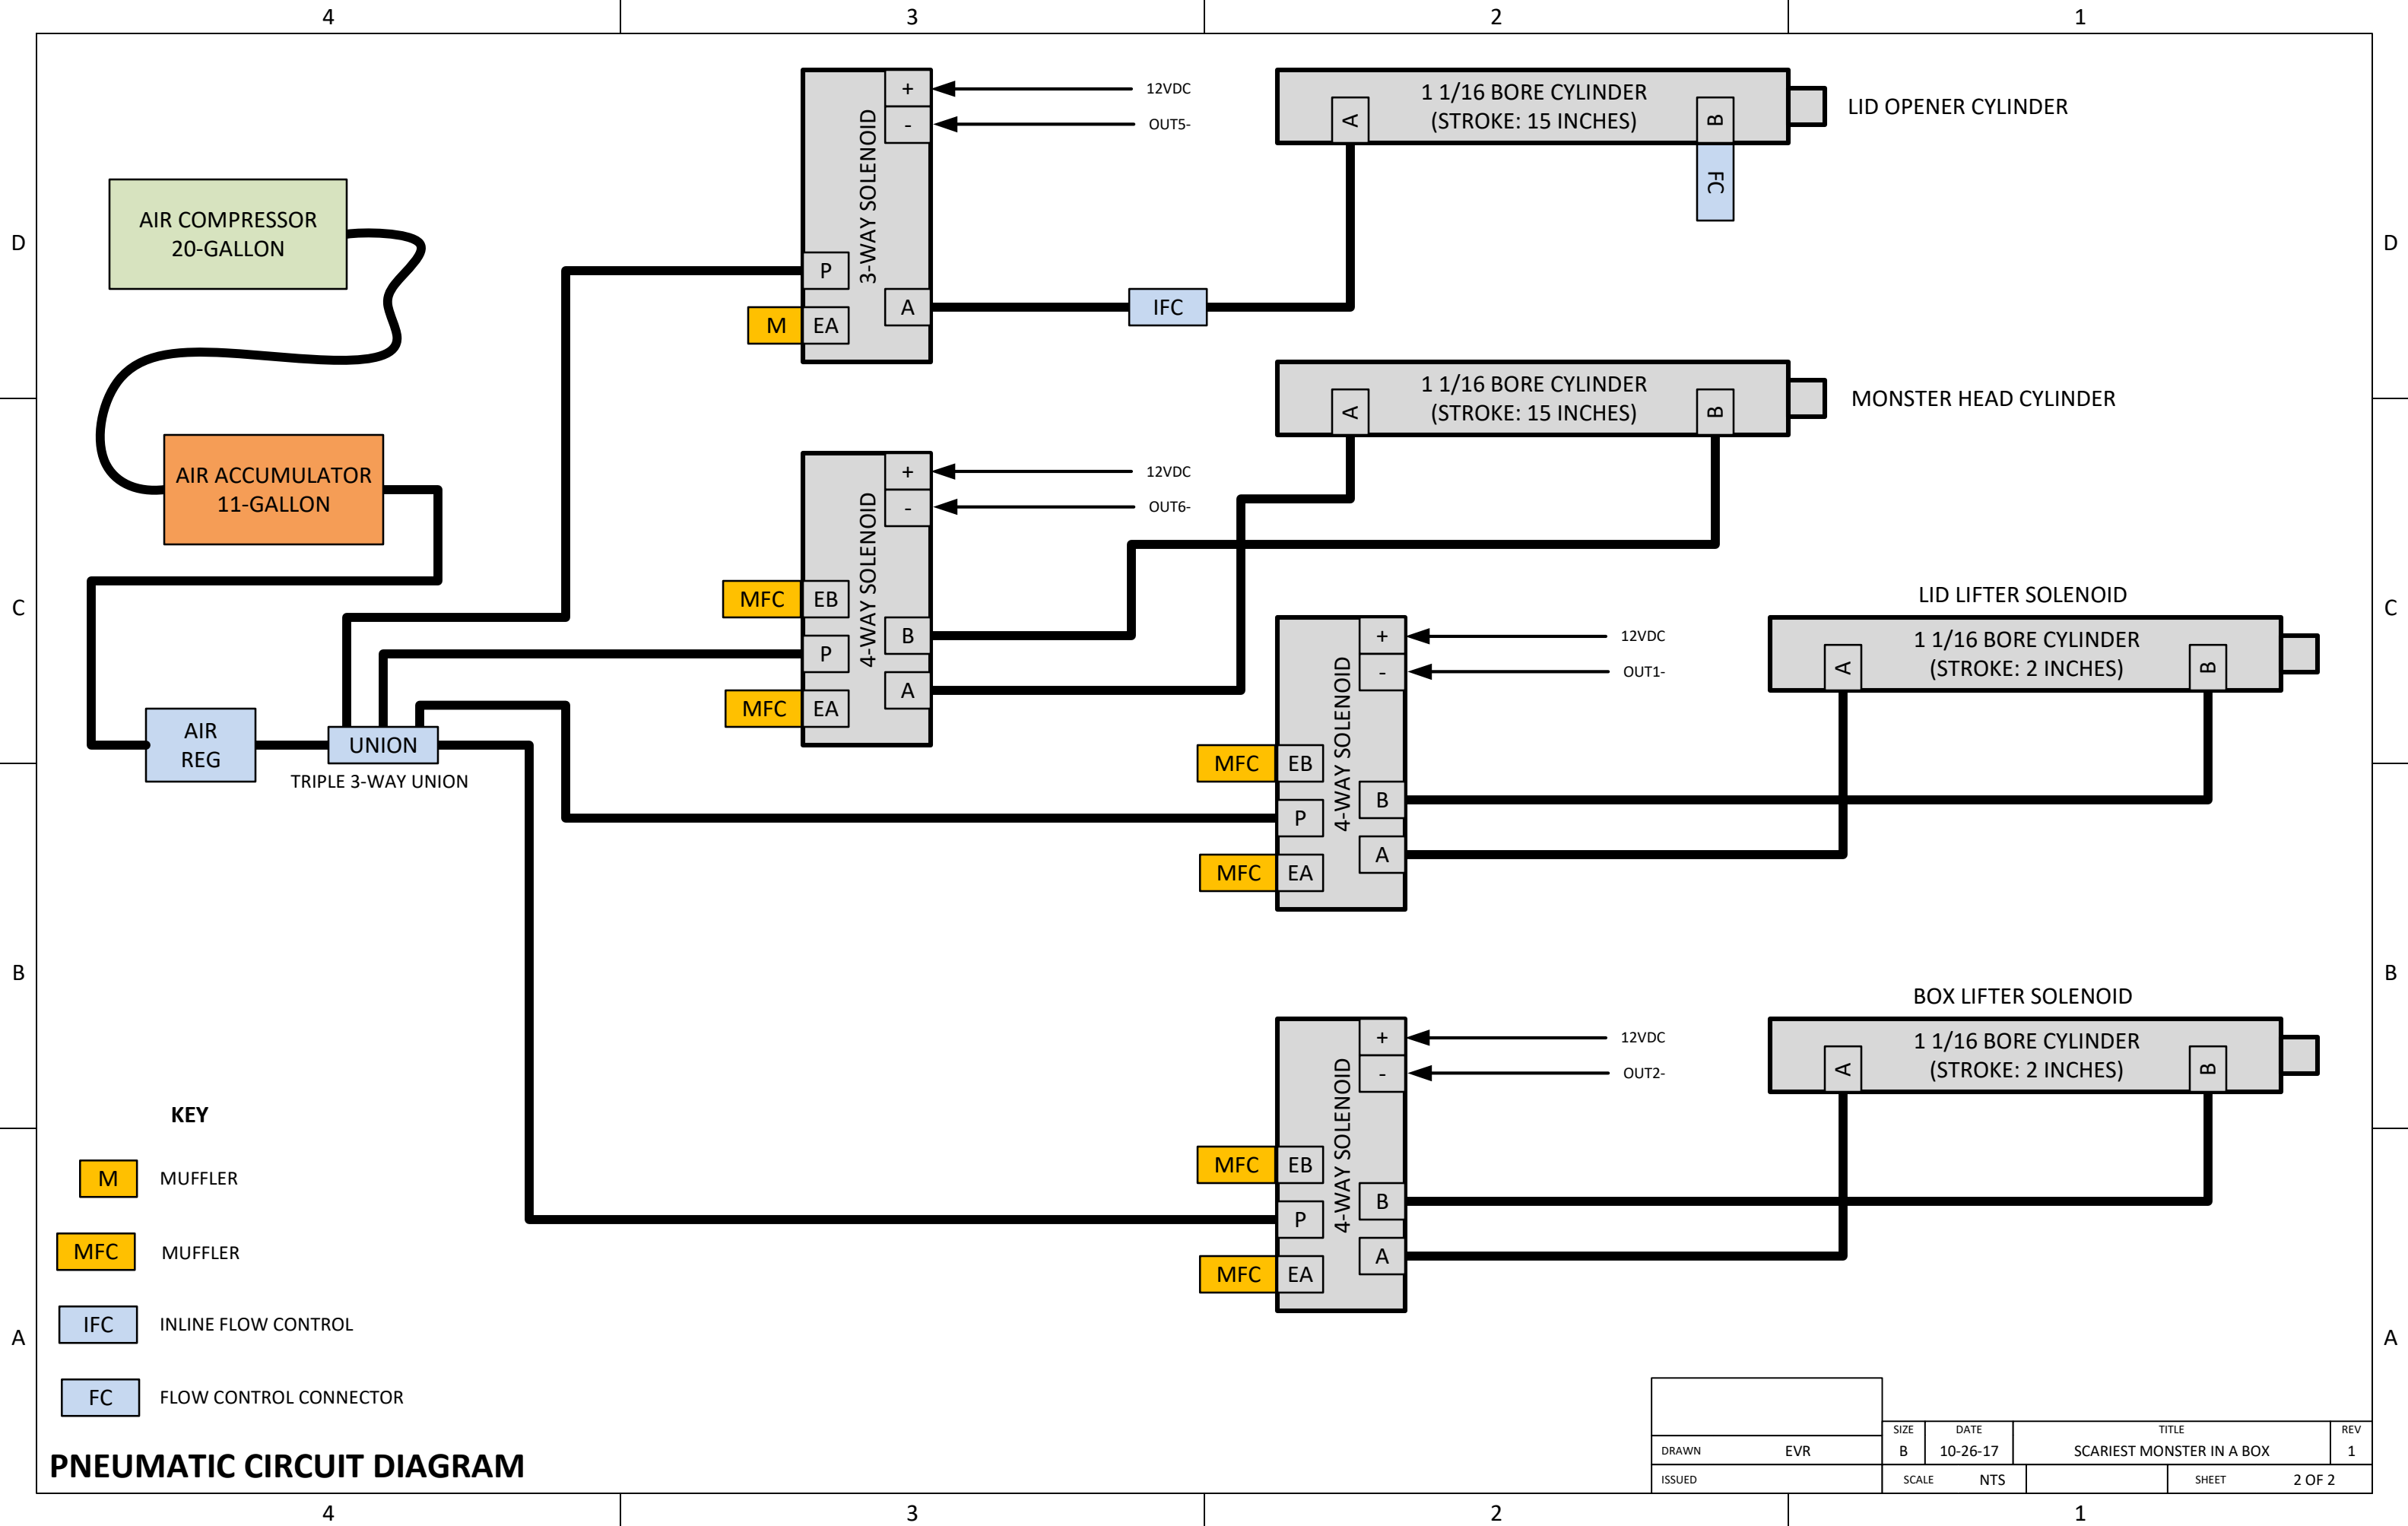 4
3
2
1
D
D
C
C
B
B
A
A
AIR COMPRESSOR
20-GALLON
AIR ACCUMULATOR
11-GALLON
AIR
REG
UNION
TRIPLE 3-WAY UNION
3-WAY SOLENOID
+
-
P
A
M
EA
12VDC
OUT5-
IFC
1 1/16 BORE CYLINDER
(STROKE: 15 INCHES)
A
B
FC
LID OPENER CYLINDER
1 1/16 BORE CYLINDER
(STROKE: 15 INCHES)
A
B
MONSTER HEAD CYLINDER
4-WAY SOLENOID
+
-
12VDC
OUT6-
MFC
EB
B
P
A
MFC
EA
LID LIFTER SOLENOID
1 1/16 BORE CYLINDER
(STROKE: 2 INCHES)
A
B
4-WAY SOLENOID
+
-
12VDC
OUT1-
MFC
EB
B
P
A
MFC
EA
BOX LIFTER SOLENOID
1 1/16 BORE CYLINDER
(STROKE: 2 INCHES)
A
B
4-WAY SOLENOID
+
-
12VDC
OUT2-
MFC
EB
B
P
A
MFC
EA
KEY
M MUFFLER
MFC MUFFLER
IFC INLINE FLOW CONTROL
FC FLOW CONTROL CONNECTOR
PNEUMATIC CIRCUIT DIAGRAM
SIZE DATE TITLE REV
DRAWN EVR B 10-26-17 SCARIEST MONSTER IN A BOX 1
ISSUED SCALE NTS SHEET 2 OF 2
4
3
2
1